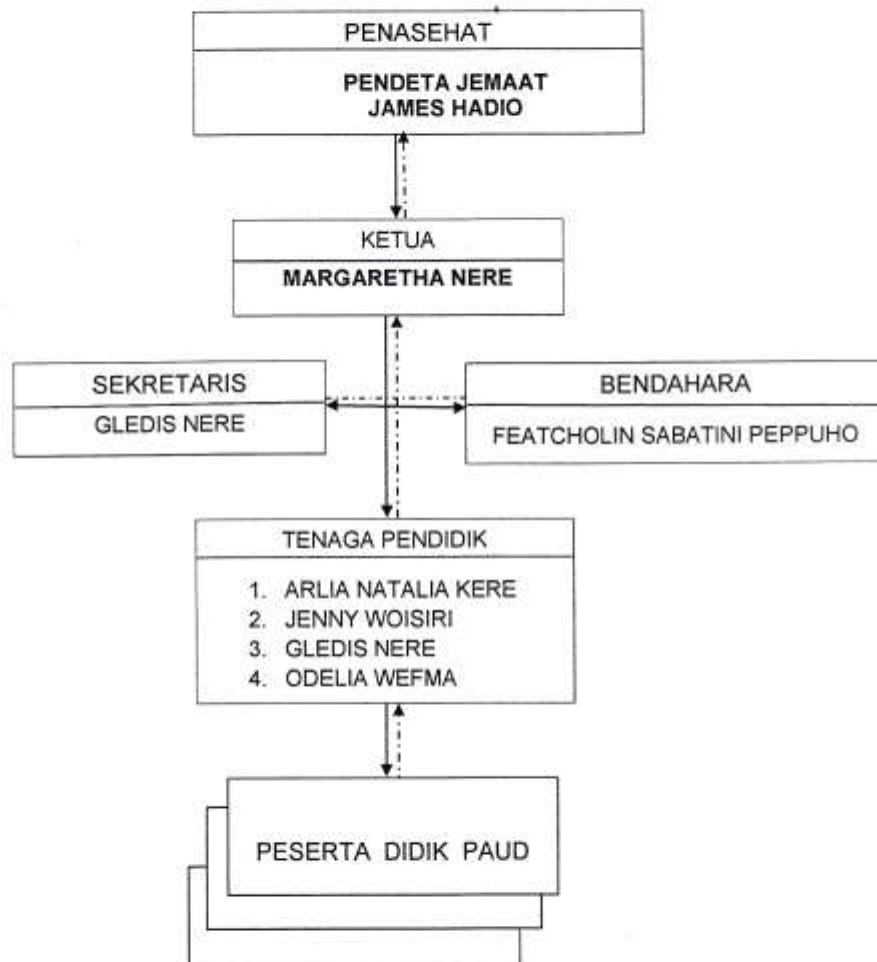 PENASEHAT
PENDETA JEMAAT
JAMES HADIO
KETUA
MARGARETHA NERE
SEKRETARIS
GLEDIS NERE
BENDAHARA
FEATCHOLIN SABATINI PEPPUHO
TENAGA PENDIDIK
1. ARLIA NATALIA KERE
2. JENNY WOISIRI
3. GLEDIS NERE
4. ODELIA WEFMA
PESERTA DIDIK PAUD